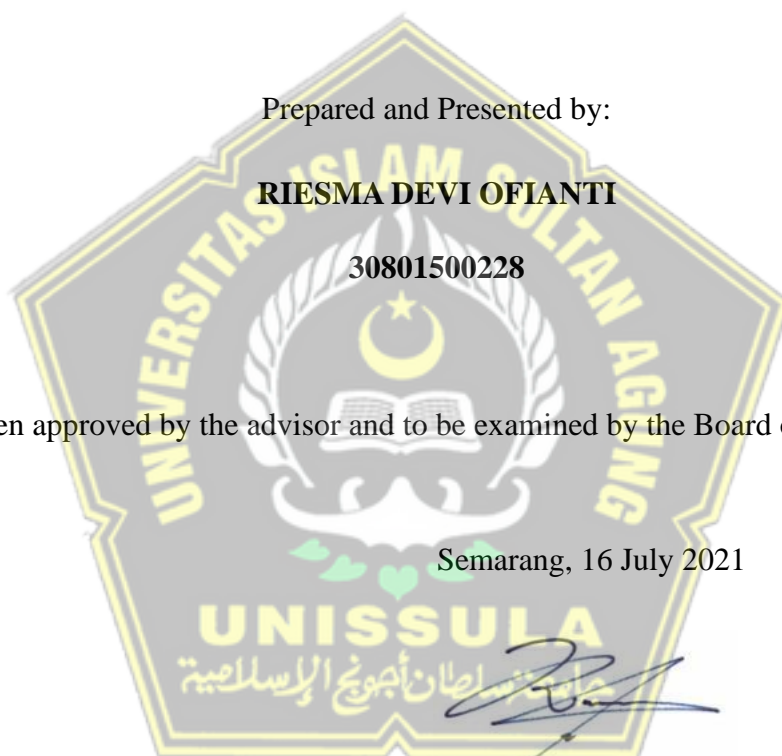 Prepared and Presented by:
UNIVERSITAS ISLAM SULTAN AGUNG
RIESMA DEVI OFIANTI
30801500228
en approved by the advisor and to be examined by the Board
Semarang, 16 July 2021
UNISSULA
جامعة سلطان أجونج الإسلامية